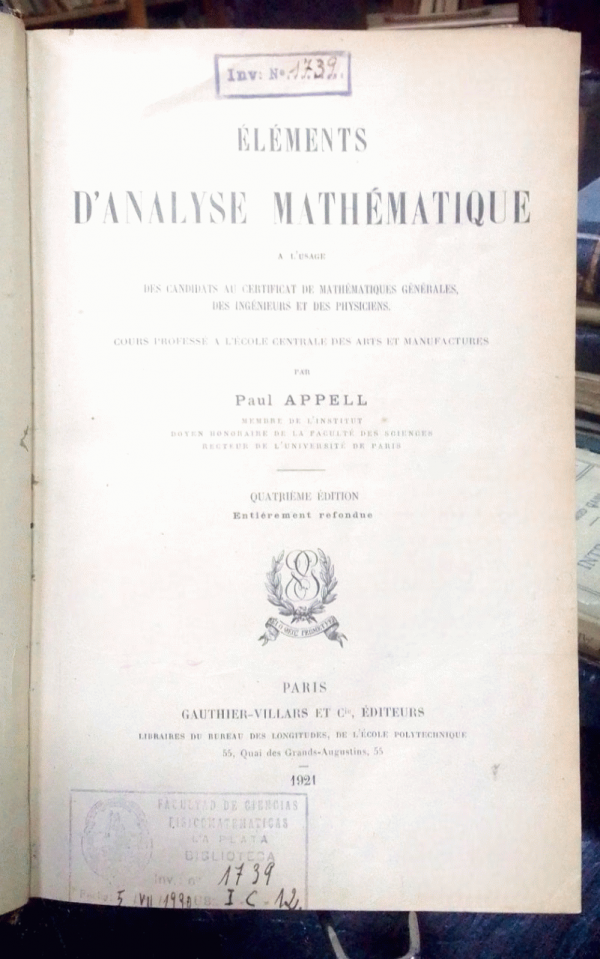 Inv: Nº 1739.
ÉLÉMENTS
D'ANALYSE MATHÉMATIQUE
A L'USAGE
DES CANDIDATS AU CERTIFICAT DE MATHÉMATIQUES GÉNÉRALES,
DES INGÉNIEURS ET DES PHYSICIENS.
COURS PROFESSÉ A L'ÉCOLE CENTRALE DES ARTS ET MANUFACTURES
PAR
Paul APPELL
MEMBRE DE L'INSTITUT
DOYEN HONORAIRE DE LA FACULTÉ DES SCIENCES
RECTEUR DE L'UNIVERSITÉ DE PARIS
QUATRIÈME ÉDITION
Entièrement refondue
PARIS
GAUTHIER-VILLARS ET Cie, ÉDITEURS
LIBRAIRES DU BUREAU DES LONGITUDES, DE L'ÉCOLE POLYTECHNIQUE
55, Quai des Grands-Augustins, 55
1921
FACULTAD DE CIENCIAS
FISICOMATEMATICAS
LA PLATA
BIBLIOTECA
Inv. nº 1739
5 VII UB. I.C-12.